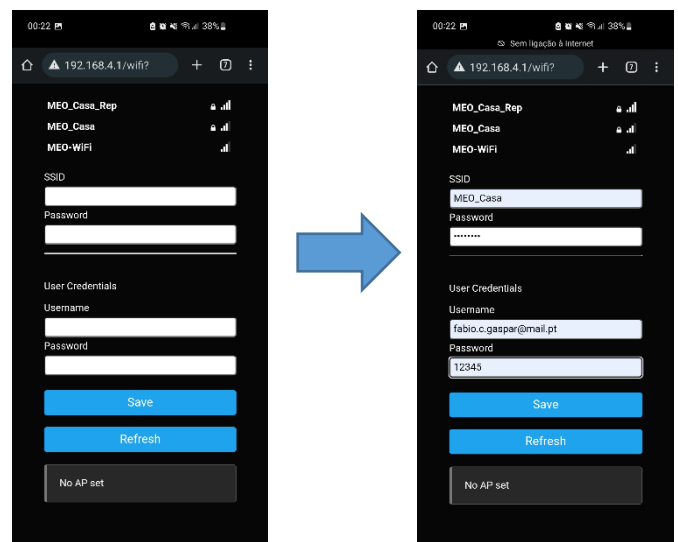 00:22 38%
192.168.4.1/wifi? 7
MEO_Casa_Rep
MEO_Casa
MEO-WiFi
SSID
Password
User Credentials
Username
Password
Save
Refresh
No AP set
00:22 38%
Sem ligação à Internet
192.168.4.1/wifi? 7
MEO_Casa_Rep
MEO_Casa
MEO-WiFi
SSID
MEO_Casa
Password
••••••••
User Credentials
Username
fabio.c.gaspar@mail.pt
Password
12345
Save
Refresh
No AP set